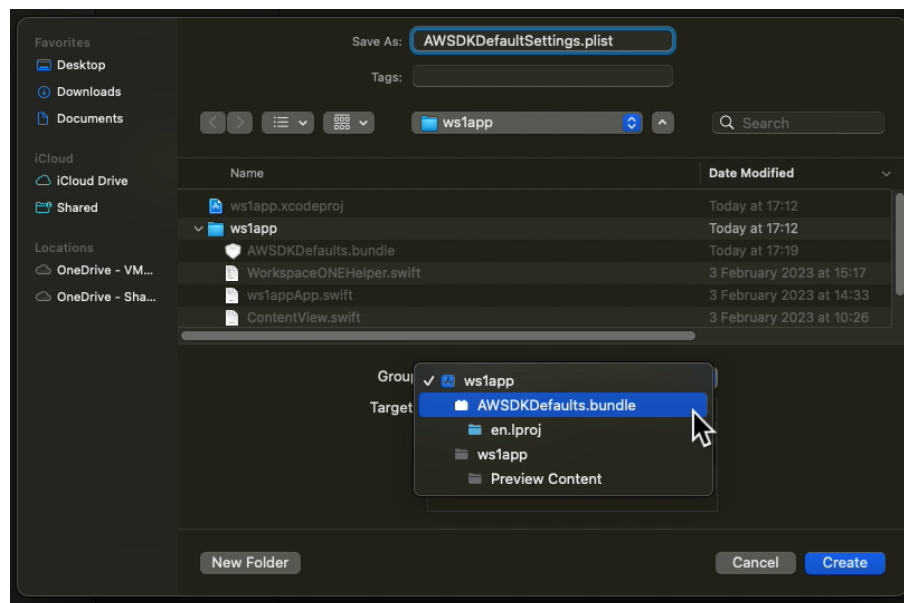 Favorites
Desktop
Downloads
Documents
iCloud
iCloud Drive
Shared
Locations
OneDrive - VM...
OneDrive - Sha...
Save As: AWSDKDefaultSettings.plist
Tags:
ws1app
Search
Name Date Modified
ws1app.xcodeproj Today at 17:12
ws1app Today at 17:12
AWSDKDefaults.bundle Today at 17:19
WorkspaceONEHelper.swift 3 February 2023 at 15:17
ws1appApp.swift 3 February 2023 at 14:33
ContentView.swift 3 February 2023 at 10:26
Grou
ws1app
Target
AWSDKDefaults.bundle
en.lproj
ws1app
Preview Content
New Folder Cancel Create